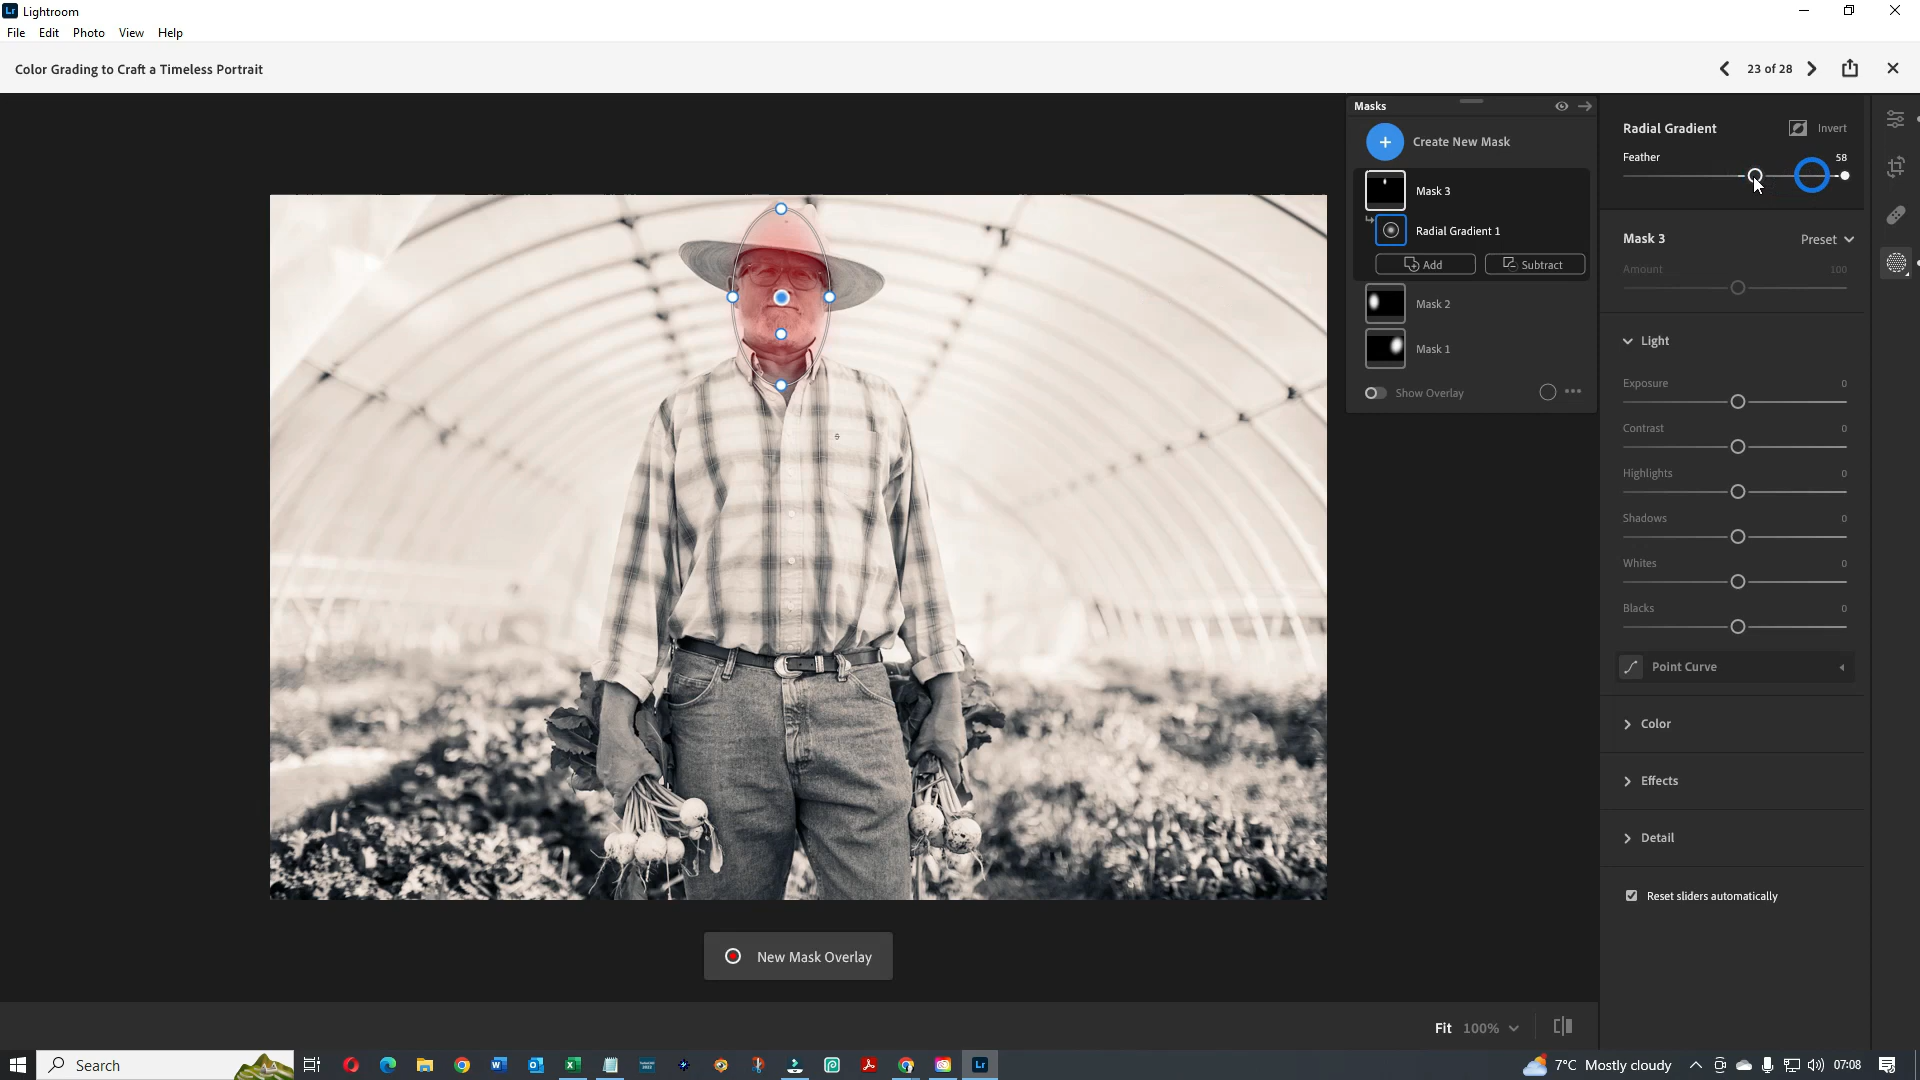 Lr Lightroom
File Edit Photo View Help
Color Grading to Craft a Timeless Portrait
23 of 28
Masks
Create New Mask
Mask 3
Radial Gradient 1
Add Subtract
Mask 2
Mask 1
Show Overlay
Radial Gradient Invert
Feather 58
Mask 3 Preset
Amount 100
Light
Exposure 0
Contrast 0
Highlights 0
Shadows 0
Whites 0
Blacks 0
Point Curve
Color
Effects
Detail
Reset sliders automatically
New Mask Overlay
Fit 100%
Search
Lr
7°C Mostly cloudy
07:08